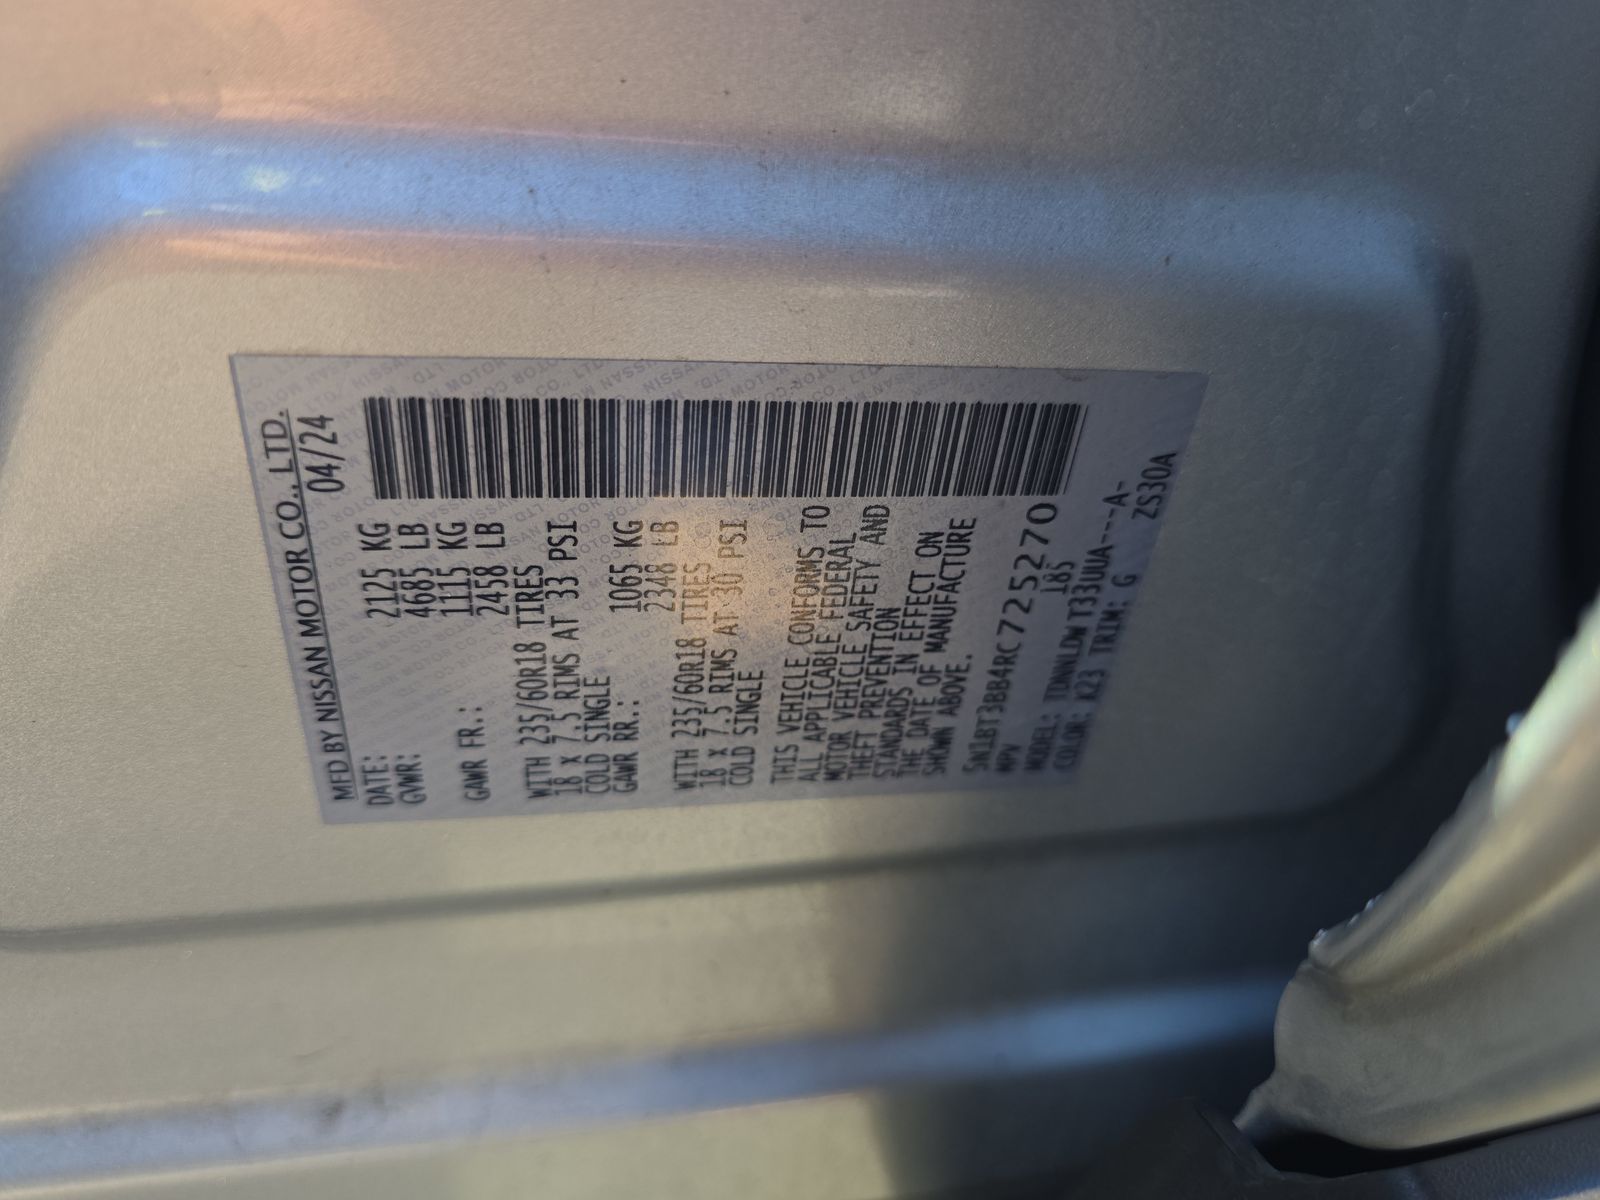 MFD BY NISSAN MOTOR CO., LTD.
DATE: 04/24
GVWR: 2125 KG
4685 LB
GAWR FR.: 1115 KG
2458 LB
WITH 235/60R18 TIRES
18 X 7.5 RIMS AT 33 PSI
COLD SINGLE
GAWR RR.: 1065 KG
2348 LB
WITH 235/60R18 TIRES
18 X 7.5 RIMS AT 30 PSI
COLD SINGLE
THIS VEHICLE CONFORMS TO
ALL APPLICABLE FEDERAL
MOTOR VEHICLE SAFETY AND
THEFT PREVENTION
STANDARDS IN EFFECT ON
THE DATE OF MANUFACTURE
SHOWN ABOVE.
5N1BT3BB4RC725270
MPV 185
MODEL: TDNNLDW T33UUA---A-
COLOR: K23 TRIM: G ZS30A